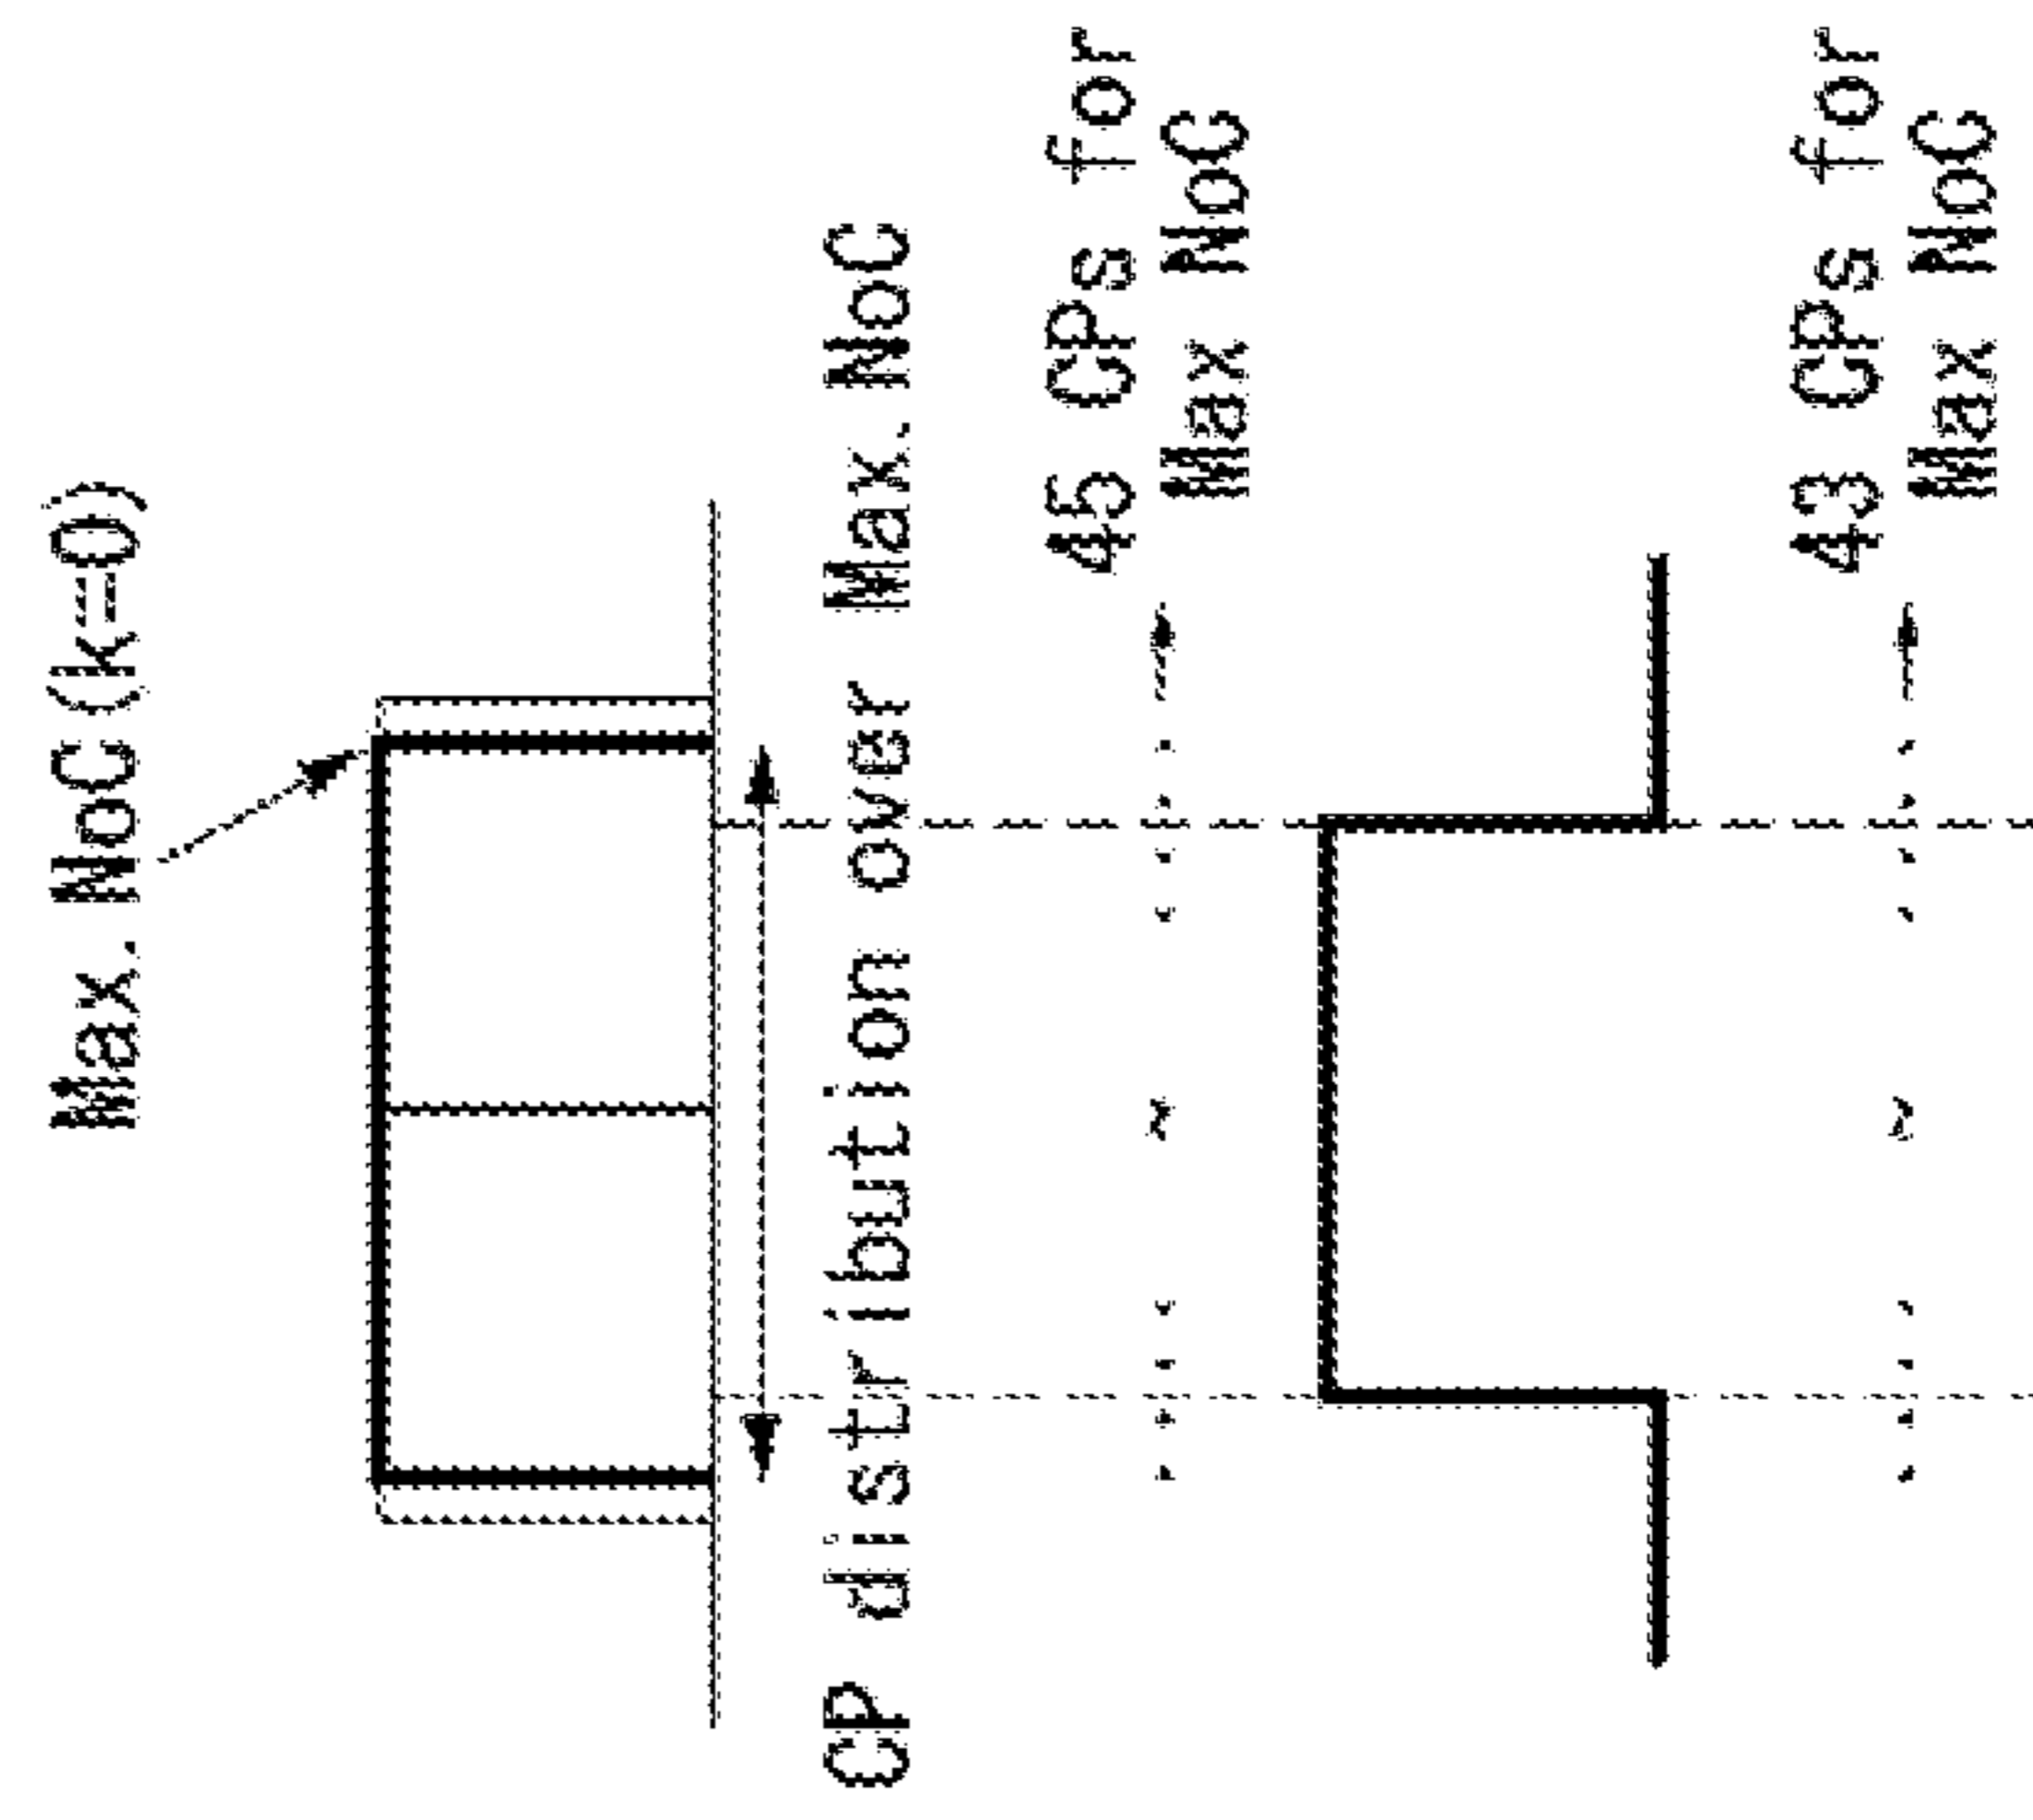 Max. NoC(k=0)
CP distribution over Max. NoC
45 CPs for
Max NoC
43 CPs for
Max NoC